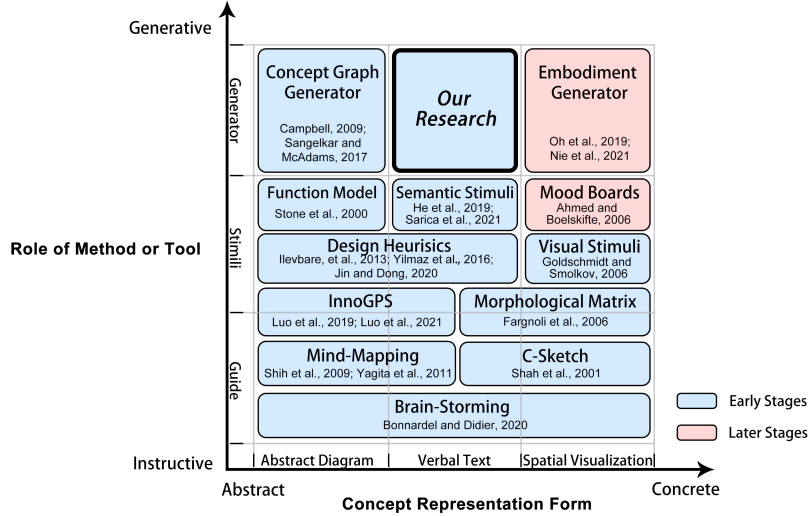 Generative
Concept Graph
Generator
Campbell, 2009;
Sangelkar and
McAdams, 2017
Our
Research
Embodiment
Generator
Oh et al., 2019;
Nie et al., 2021
Generator
Function Model
Stone et al., 2000
Semantic Stimuli
He et al., 2019;
Sarica et al., 2021
Mood Boards
Ahmed and
Boelskifte, 2006
Role of Method or Tool
Stimili
Design Heurisics
Ilevbare, et al., 2013; Yilmaz et al., 2016;
Jin and Dong, 2020
Visual Stimuli
Goldschmidt and
Smolkov, 2006
InnoGPS
Luo et al., 2019; Luo et al., 2021
Morphological Matrix
Fargnoli et al., 2006
Guide
Mind-Mapping
Shih et al., 2009; Yagita et al., 2011
C-Sketch
Shah et al., 2001
Brain-Storming
Bonnardel and Didier, 2020
Early Stages
Later Stages
Instructive
Abstract Diagram
Verbal Text
Spatial Visualization
Abstract
Concrete
Concept Representation Form